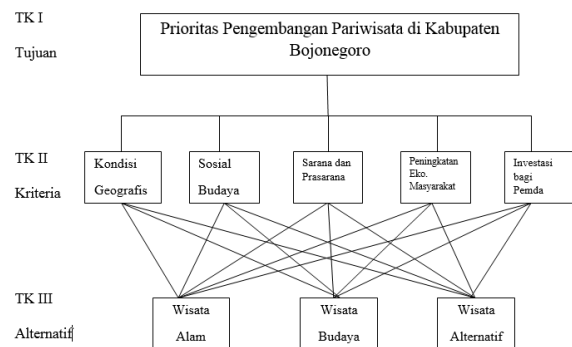 TK I
Tujuan
Prioritas Pengembangan Pariwisata di Kabupaten
Bojonegoro
TK II
Kriteria
Kondisi
Geografis
Sosial
Budaya
Sarana dan
Prasarana
Peningkatan
Eko.
Masyarakat
Investasi
bagi
Pemda
TK III
Alternatif
Wisata
Alam
Wisata
Budaya
Wisata
Alternatif